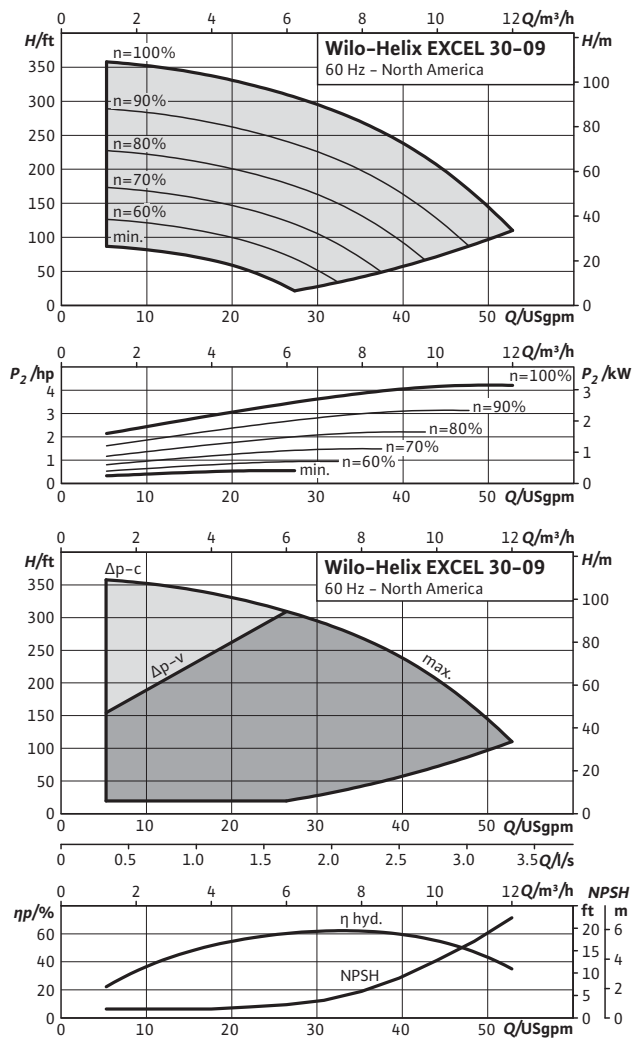 0 2 4 6 8 10 12 Q/m³/h
H/ft
H/m
Wilo-Helix EXCEL 30-09
60 Hz – North America
n=100%
350
100
300
n=90%
80
250
n=80%
200
60
n=70%
150
40
n=60%
100
min.
50
20
0
0
0 10 20 30 40 50 Q/USgpm
0 2 4 6 8 10 12 Q/m³/h
P₂ /hp
P₂ /kW
n=100%
4
3
3
n=90%
2
2
n=80%
1
n=70%
1
n=60%
min.
0
0
0 10 20 30 40 50 Q/USgpm
0 2 4 6 8 10 12 Q/m³/h
H/ft
H/m
Wilo-Helix EXCEL 30-09
60 Hz – North America
Δp-c
350
100
300
80
250
Δp-v
max.
200
60
150
40
100
50
20
0
0
0 10 20 30 40 50 Q/USgpm
0 0.5 1.0 1.5 2.0 2.5 3.0 3.5 Q/l/s
0 2 4 6 8 10 12 Q/m³/h
NPSH
ηp/%
ft m
η hyd.
60
20 6
15
40
4
NPSH
10
20
5 2
0
0 0
0 10 20 30 40 50 Q/USgpm